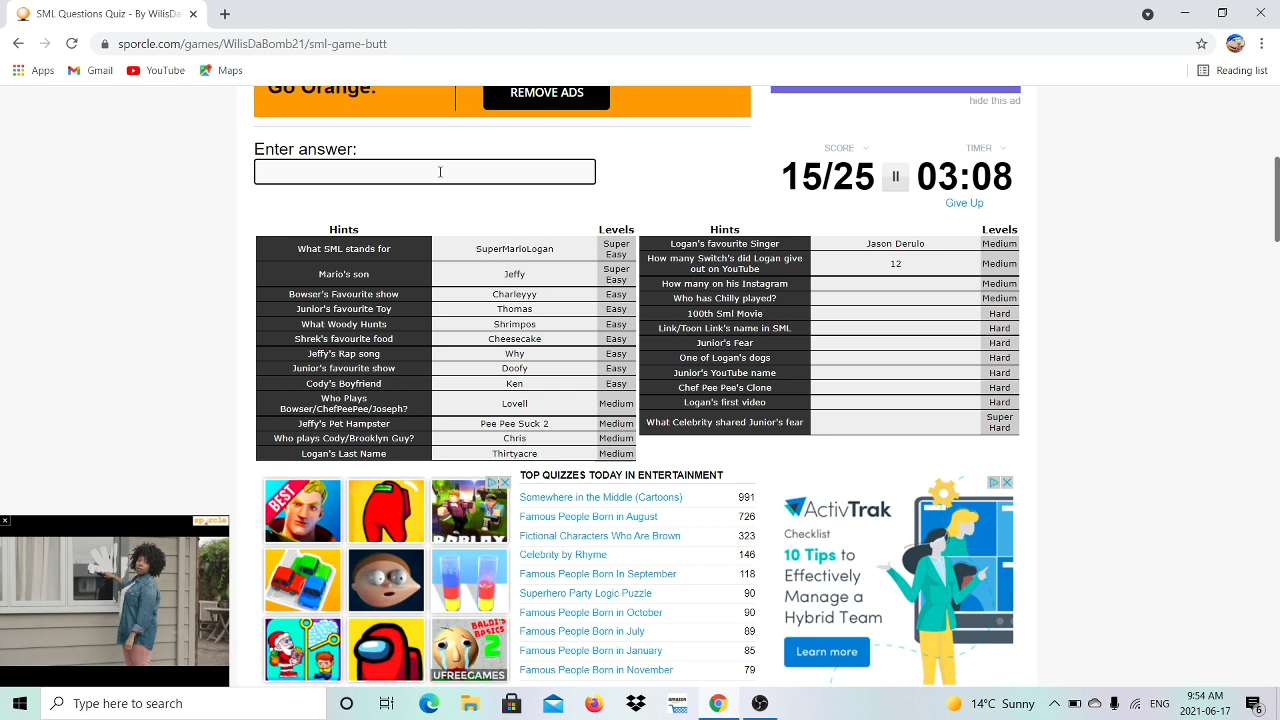 SML Quiz - By WilsDa
sporcle.com/games/WilisDaBomb21/sml-game-butt
Apps
Gmail
YouTube
Maps
Reading list
Go Orange.
REMOVE ADS
hide this ad
Enter answer:
SCORE
TIMER
15/25
03:08
Give Up
Hints Levels
What SML stands for SuperMarioLogan Super Easy
Mario's son Jeffy Super Easy
Bowser's Favourite show Charleyyy Easy
Junior's favourite Toy Thomas Easy
What Woody Hunts Shrimpos Easy
Shrek's favourite food Cheesecake Easy
Jeffy's Rap song Why Easy
Junior's favourite show Doofy Easy
Cody's Boyfriend Ken Easy
Who Plays Bowser/ChefPeePee/Joseph? Lovell Medium
Jeffy's Pet Hampster Pee Pee Suck 2 Medium
Who plays Cody/Brooklyn Guy? Chris Medium
Logan's Last Name Thirtyacre Medium
Hints Levels
Logan's favourite Singer Jason Derulo Medium
How many Switch's did Logan give out on YouTube 12 Medium
How many on his Instagram Medium
Who has Chilly played? Medium
100th Sml Movie Hard
Link/Toon Link's name in SML Hard
Junior's Fear Hard
One of Logan's dogs Hard
Junior's YouTube name Hard
Chef Pee Pee's Clone Hard
Logan's first video Hard
What Celebrity shared Junior's fear Super Hard
BEST
BALDI'S BASICS 2
UFREEGAMES
TOP QUIZZES TODAY IN ENTERTAINMENT
Somewhere in the Middle (Cartoons) 991
Famous People Born in August 726
Fictional Characters Who Are Brown 323
Celebrity by Rhyme 146
Famous People Born In September 118
Superhero Party Logic Puzzle 90
Famous People Born in October 90
Famous People Born in July 89
Famous People Born in January 85
Famous People Born in November 79
ActivTrak
Checklist
10 Tips to
Effectively
Manage a
Hybrid Team
Learn more
sporcle
Type here to search
amazon
14°C Sunny
ENG
9:54 AM
2021-06-17
6